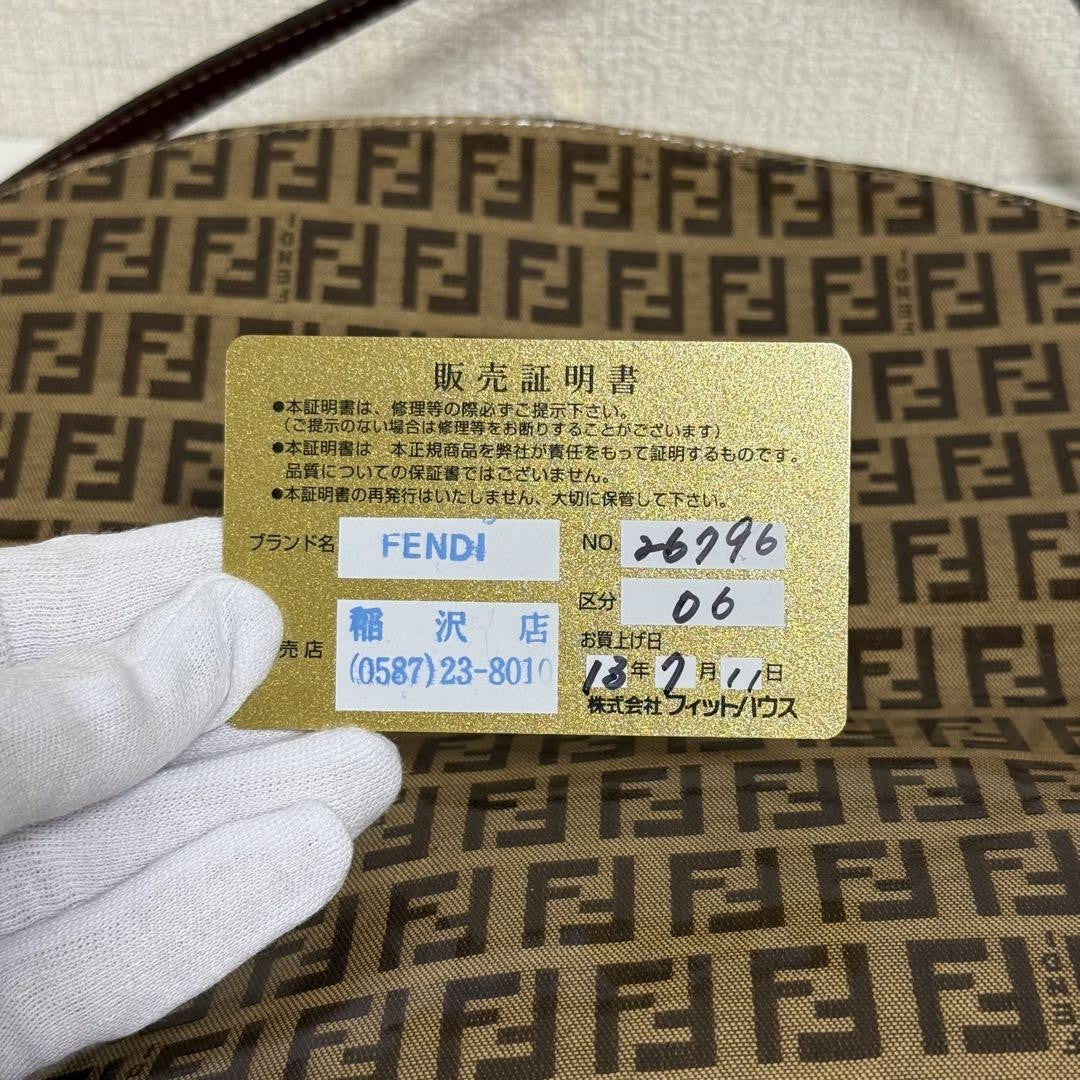 販売証明書
●本証明書は、修理等の際必ずご提示下さい。
(ご提示のない場合は修理等をお断りすることがございます)
●本証明書は 本正規商品を弊社が責任をもって証明するものです。
品質についての保証書ではございません。
●本証明書の再発行はいたしません、大切に保管して下さい。
ブランド名 FENDI
NO. 26796
区分 06
売店 稲沢店
(0587)23-8010
お買上げ日
13年7月11日
株式会社フィットハウス